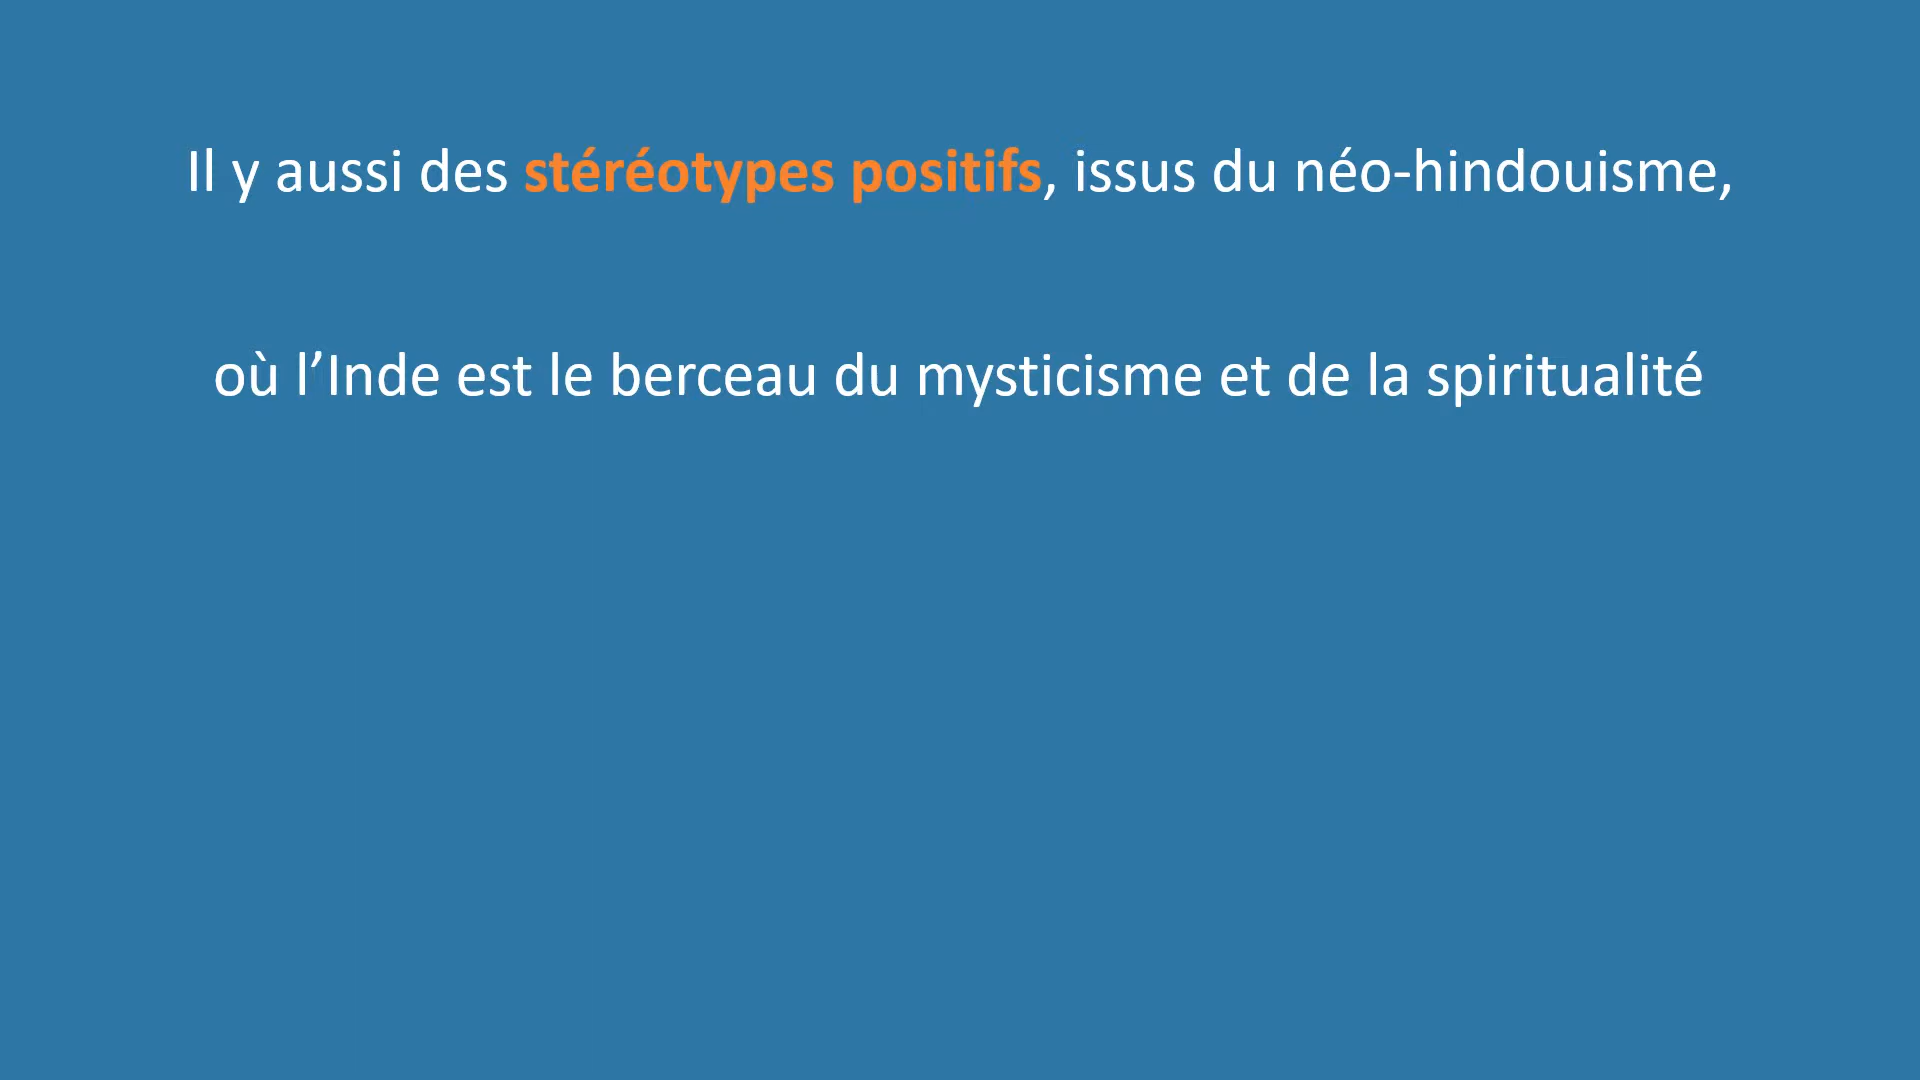 Il y aussi des stéréotypes positifs, issus du néo-hindouisme,
où l’Inde est le berceau du mysticisme et de la spiritualité